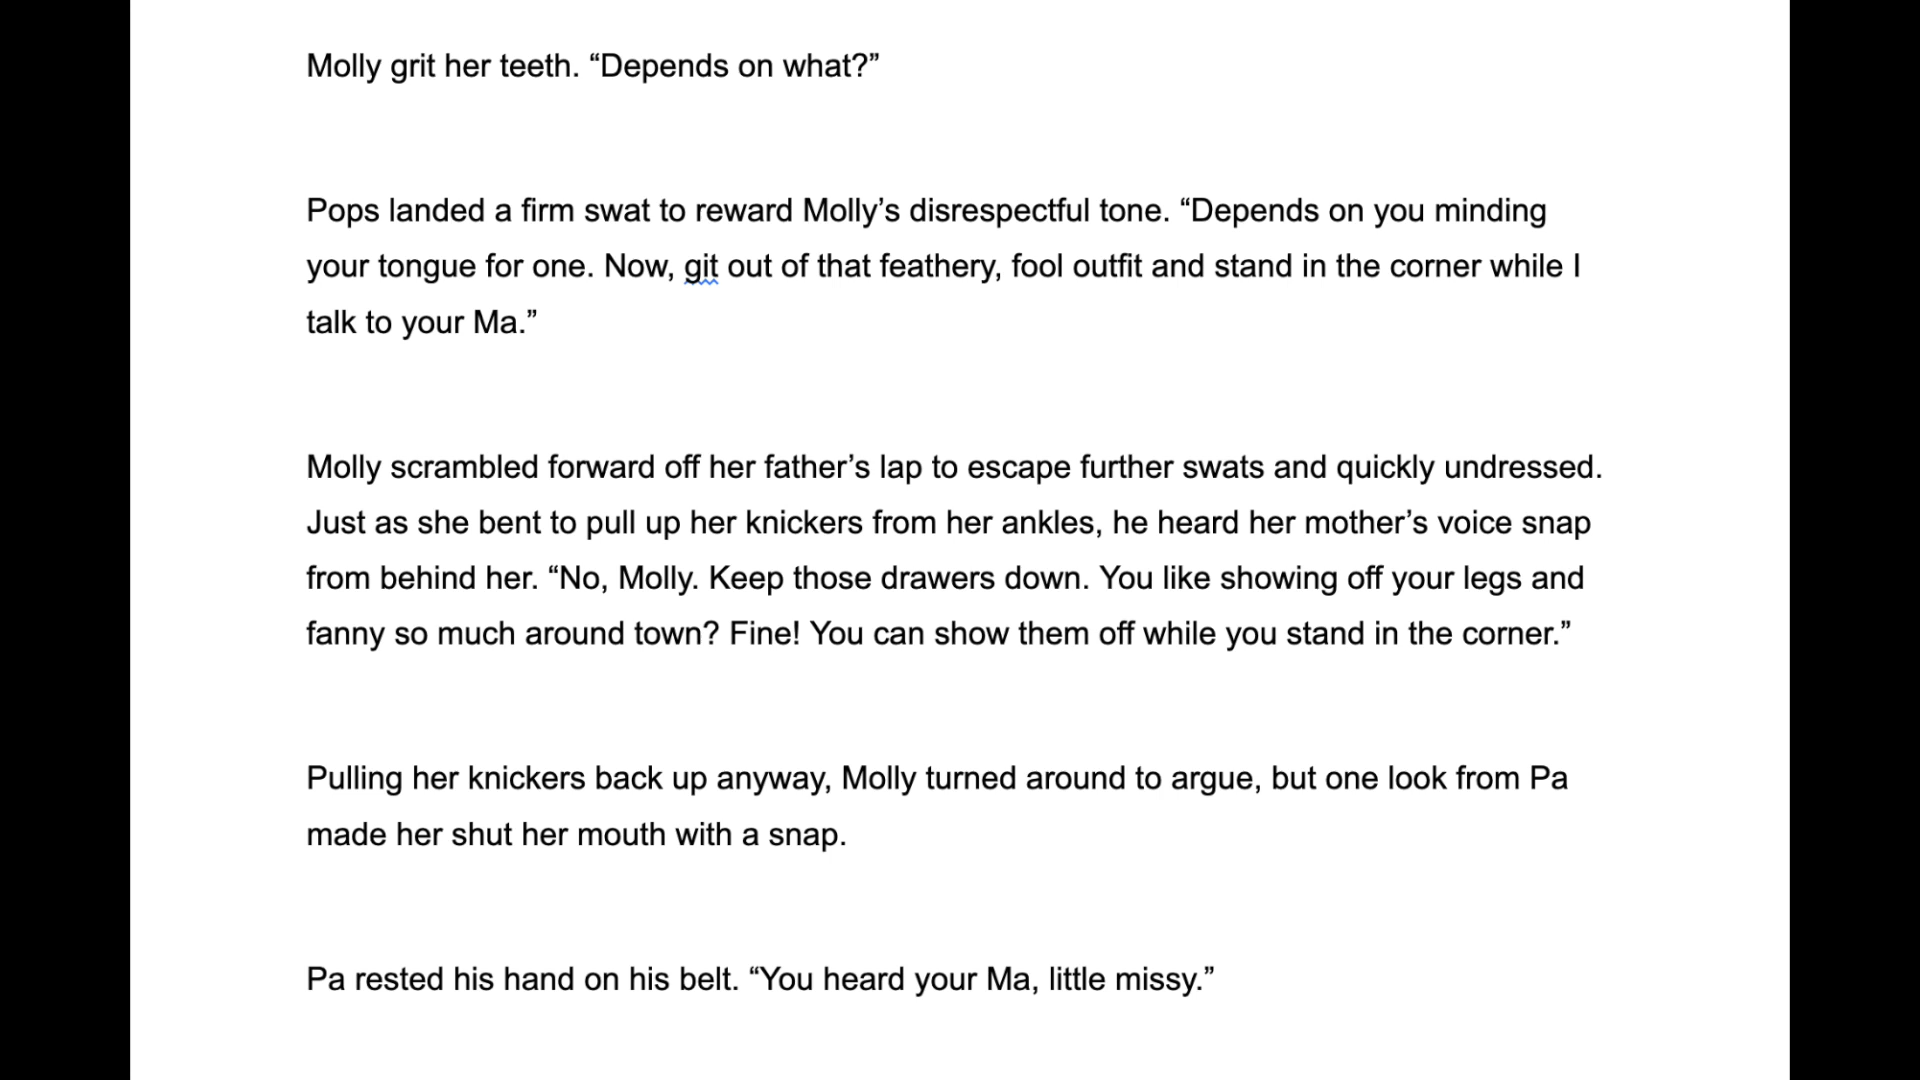 Molly grit her teeth. “Depends on what?”
Pops landed a firm swat to reward Molly’s disrespectful tone. “Depends on you minding
your tongue for one. Now, git out of that feathery, fool outfit and stand in the corner while I
talk to your Ma.”
Molly scrambled forward off her father’s lap to escape further swats and quickly undressed.
Just as she bent to pull up her knickers from her ankles, he heard her mother’s voice snap
from behind her. “No, Molly. Keep those drawers down. You like showing off your legs and
fanny so much around town? Fine! You can show them off while you stand in the corner.”
Pulling her knickers back up anyway, Molly turned around to argue, but one look from Pa
made her shut her mouth with a snap.
Pa rested his hand on his belt. “You heard your Ma, little missy.”